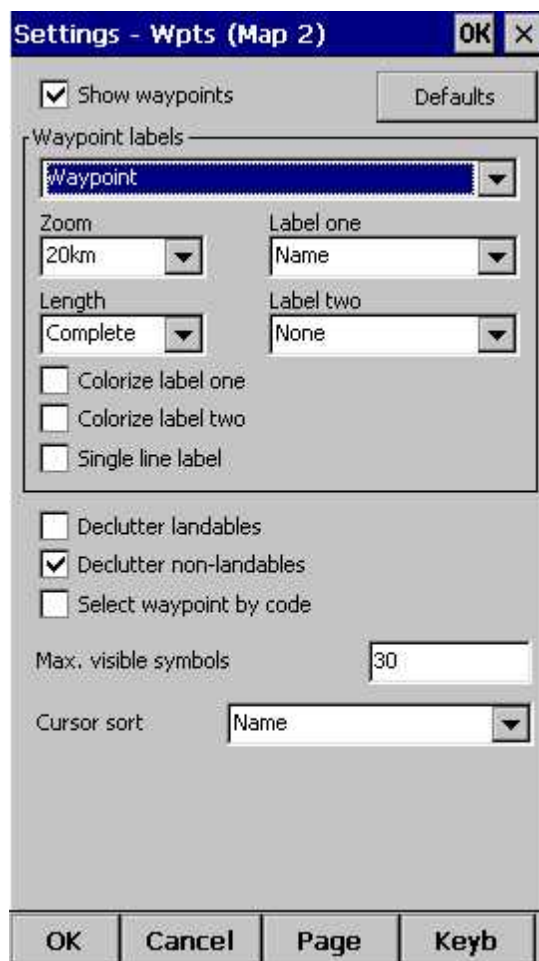 Settings - Wpts (Map 2) OK
Show waypoints Defaults
Waypoint labels
Waypoint
Zoom Label one
20km Name
Length Label two
Complete None
Colorize label one
Colorize label two
Single line label
Declutter landables
Declutter non-landables
Select waypoint by code
Max. visible symbols 30
Cursor sort Name
OK Cancel Page Keyb